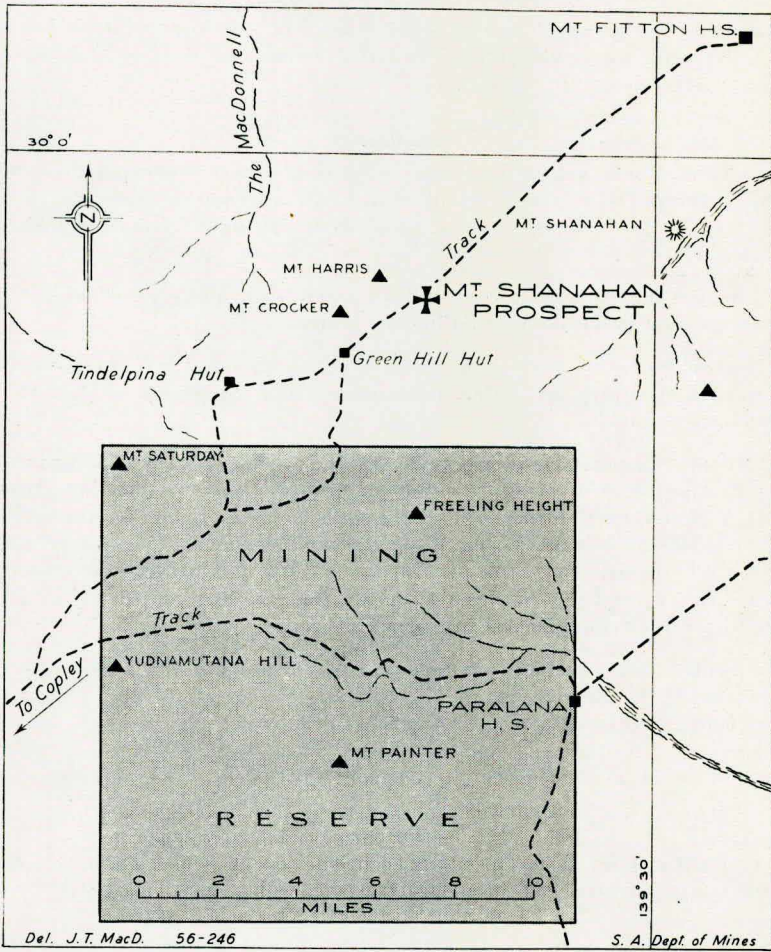 MT FITTON H.S.
The MacDonnell
30° 0'
N
Track
MT SHANAHAN
MT HARRIS
MT SHANAHAN
PROSPECT
MT CROCKER
Green Hill Hut
Tindelpina Hut
MT SATURDAY
FREELING HEIGHT
MINING
Track
YUDNAMUTANA HILL
To Copley
PARALANA
H.S.
MT PAINTER
RESERVE
0 2 4 6 8 10
MILES
139° 30'
Del. J.T. MacD. 56-246
S.A. Dept. of Mines